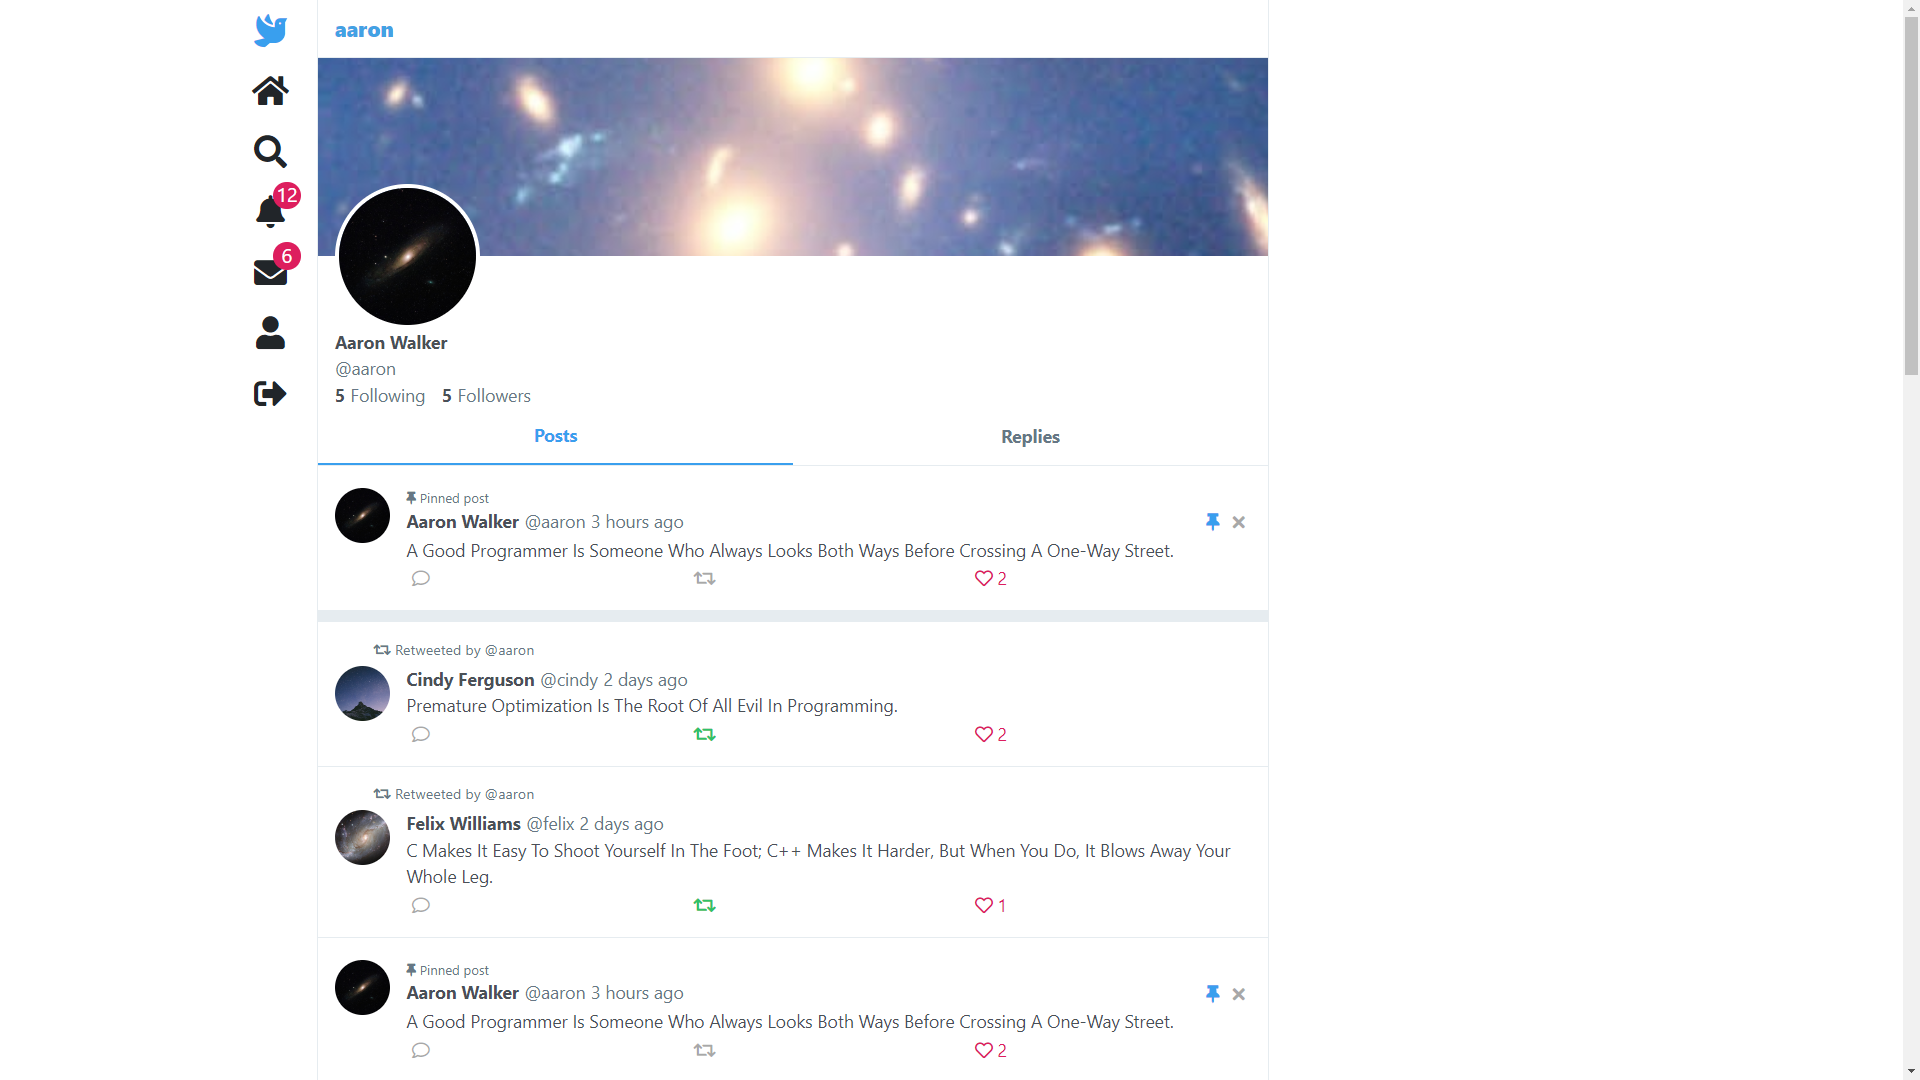 aaron
12
6
Aaron Walker
@aaron
5 Following 5 Followers
Posts Replies
Pinned post
Aaron Walker @aaron 3 hours ago
A Good Programmer Is Someone Who Always Looks Both Ways Before Crossing A One-Way Street.
2
Retweeted by @aaron
Cindy Ferguson @cindy 2 days ago
Premature Optimization Is The Root Of All Evil In Programming.
2
Retweeted by @aaron
Felix Williams @felix 2 days ago
C Makes It Easy To Shoot Yourself In The Foot; C++ Makes It Harder, But When You Do, It Blows Away Your
Whole Leg.
1
Pinned post
Aaron Walker @aaron 3 hours ago
A Good Programmer Is Someone Who Always Looks Both Ways Before Crossing A One-Way Street.
2